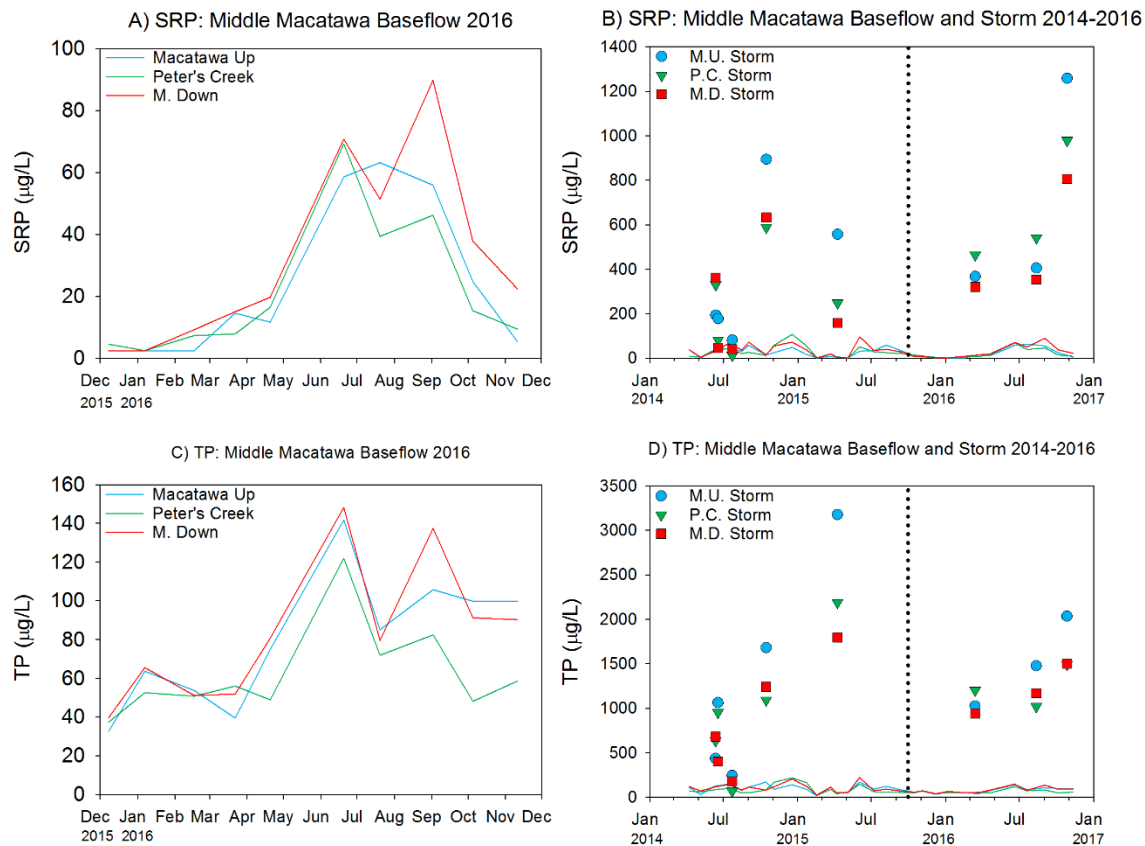 A) SRP: Middle Macatawa Baseflow 2016
100
80
60
40
20
0
SRP (µg/L)
Macatawa Up
Peter's Creek
M. Down
Dec Jan Feb Mar Apr May Jun Jul Aug Sep Oct Nov Dec
2015 2016
B) SRP: Middle Macatawa Baseflow and Storm 2014-2016
1400
1200
1000
800
600
400
200
0
SRP (µg/L)
M.U. Storm
P.C. Storm
M.D. Storm
Jan Jul Jan Jul Jan Jul Jan
2014 2015 2016 2017
C) TP: Middle Macatawa Baseflow 2016
160
140
120
100
80
60
40
20
0
TP (µg/L)
Macatawa Up
Peter's Creek
M. Down
Dec Jan Feb Mar Apr May Jun Jul Aug Sep Oct Nov Dec
2015 2016
D) TP: Middle Macatawa Baseflow and Storm 2014-2016
3500
3000
2500
2000
1500
1000
500
0
TP (µg/L)
M.U. Storm
P.C. Storm
M.D. Storm
Jan Jul Jan Jul Jan Jul Jan
2014 2015 2016 2017